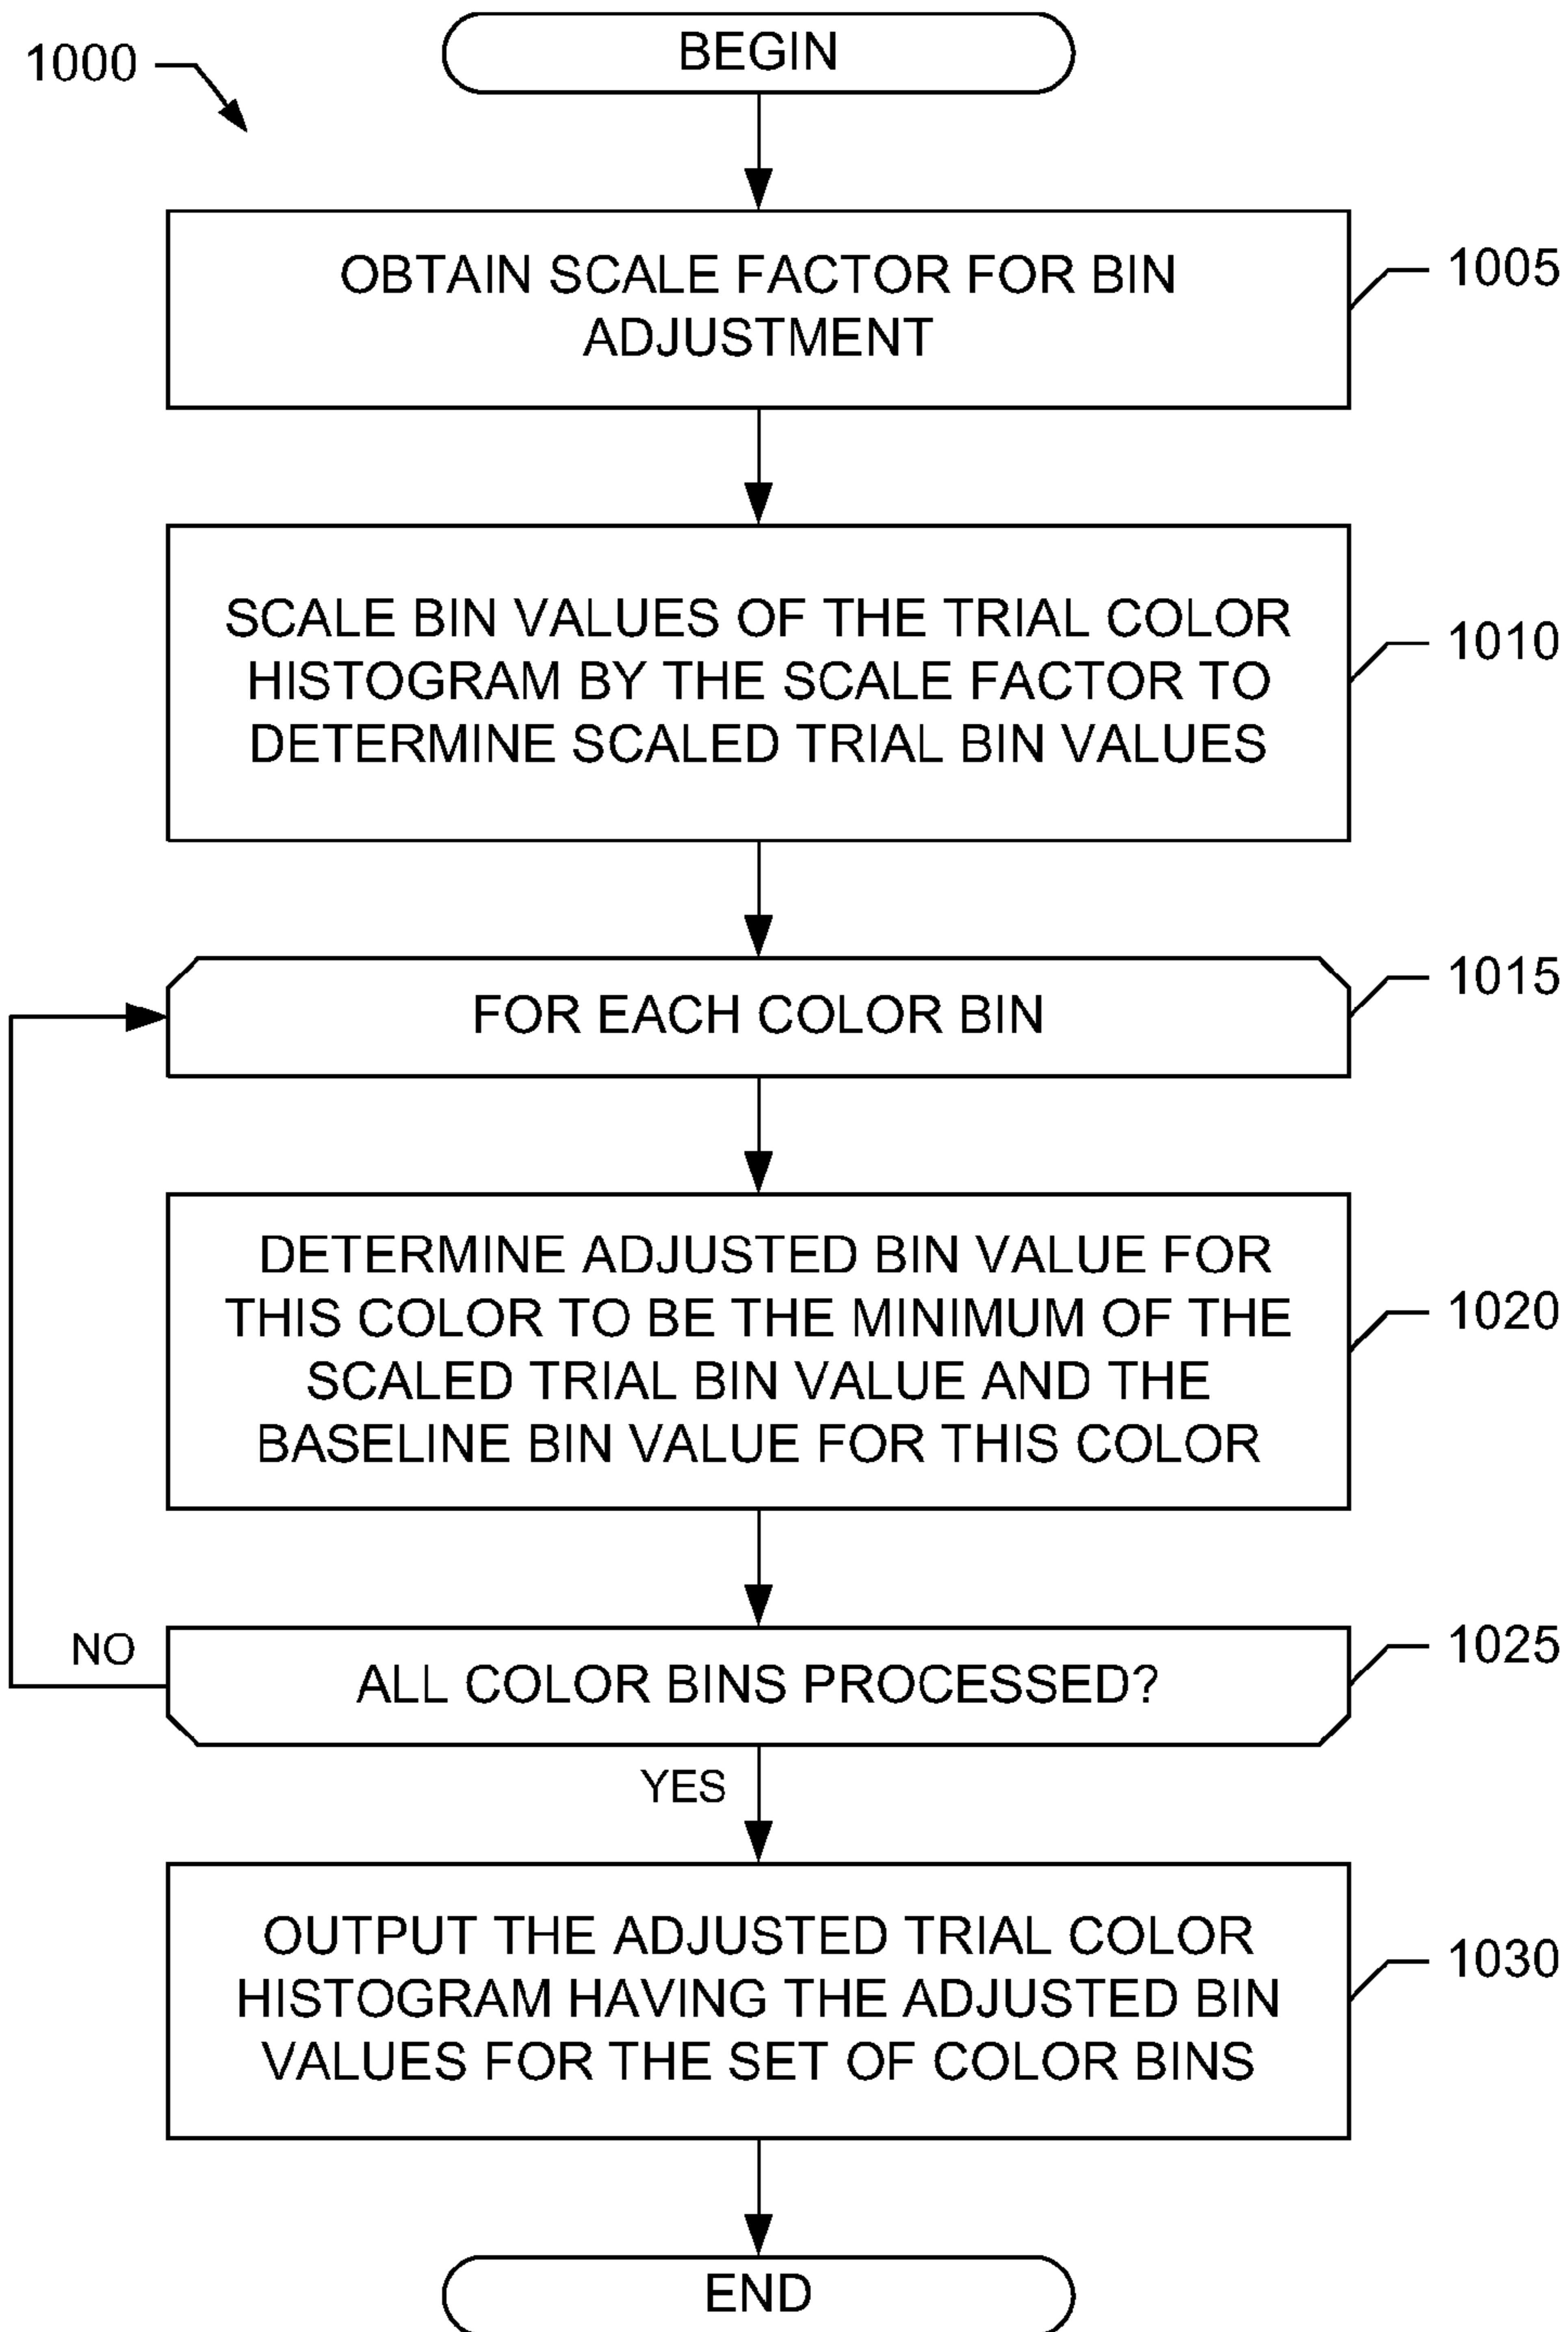 1000
BEGIN
OBTAIN SCALE FACTOR FOR BIN
ADJUSTMENT
1005
SCALE BIN VALUES OF THE TRIAL COLOR
HISTOGRAM BY THE SCALE FACTOR TO
DETERMINE SCALED TRIAL BIN VALUES
1010
FOR EACH COLOR BIN
1015
DETERMINE ADJUSTED BIN VALUE FOR
THIS COLOR TO BE THE MINIMUM OF THE
SCALED TRIAL BIN VALUE AND THE
BASELINE BIN VALUE FOR THIS COLOR
1020
NO
ALL COLOR BINS PROCESSED?
1025
YES
OUTPUT THE ADJUSTED TRIAL COLOR
HISTOGRAM HAVING THE ADJUSTED BIN
VALUES FOR THE SET OF COLOR BINS
1030
END